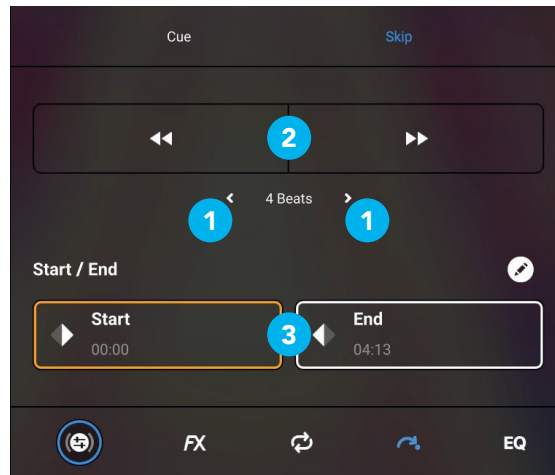 Cue Skip
2
1 4 Beats 1
Start / End
Start 3 End
00:00 04:13
FX EQ